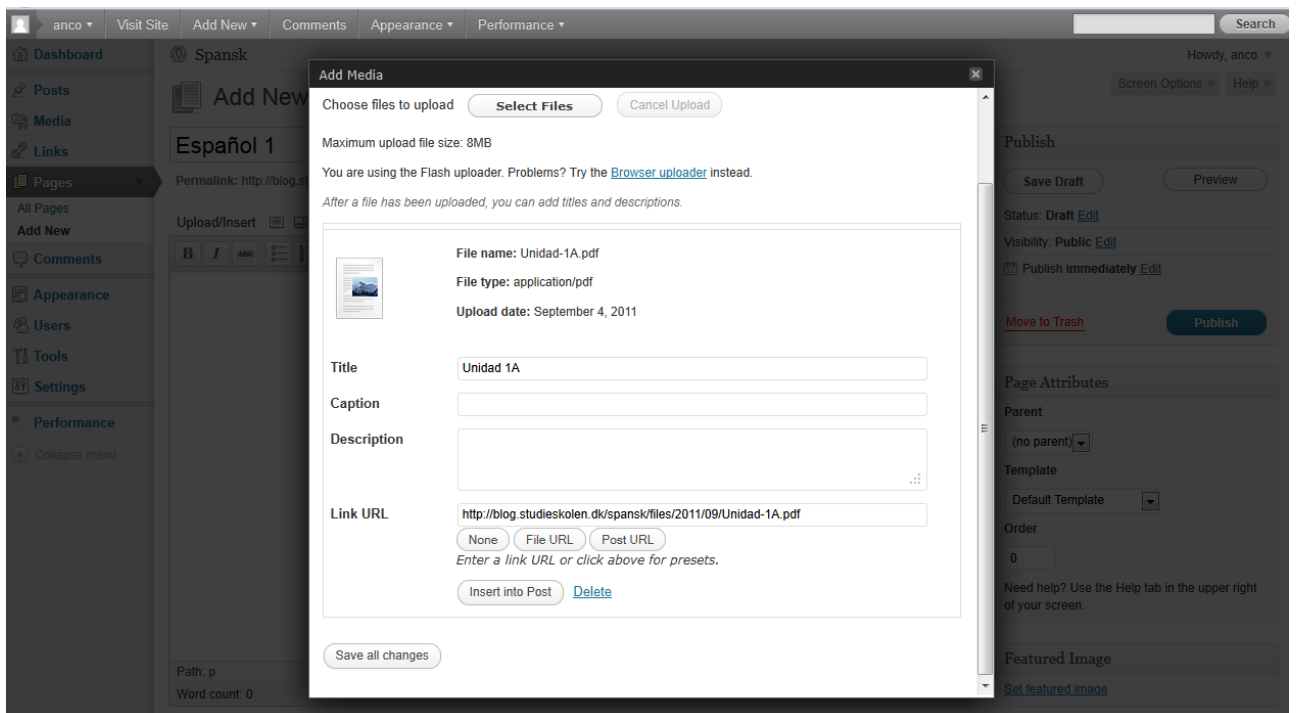 anco Visit Site Add New Comments Appearance Performance Search
Dashboard
Posts
Media
Links
Pages
All Pages
Add New
Comments
Appearance
Users
Tools
Settings
Performance
Collapse menu
Spansk
Howdy, anco
Screen Options Help
Add New
Español 1
Permalink: http://blog.st
Upload/Insert
B I ABC
Path: p
Word count: 0
Add Media
Choose files to upload Select Files Cancel Upload
Maximum upload file size: 8MB
You are using the Flash uploader. Problems? Try the Browser uploader instead.
After a file has been uploaded, you can add titles and descriptions.
File name: Unidad-1A.pdf
File type: application/pdf
Upload date: September 4, 2011
Title Unidad 1A
Caption
Description
Link URL http://blog.studieskolen.dk/spansk/files/2011/09/Unidad-1A.pdf
None File URL Post URL
Enter a link URL or click above for presets.
Insert into Post Delete
Save all changes
Publish
Save Draft Preview
Status: Draft Edit
Visibility: Public Edit
Publish immediately Edit
Move to Trash Publish
Page Attributes
Parent
(no parent)
Template
Default Template
Order
0
Need help? Use the Help tab in the upper right
of your screen.
Featured Image
Set featured image